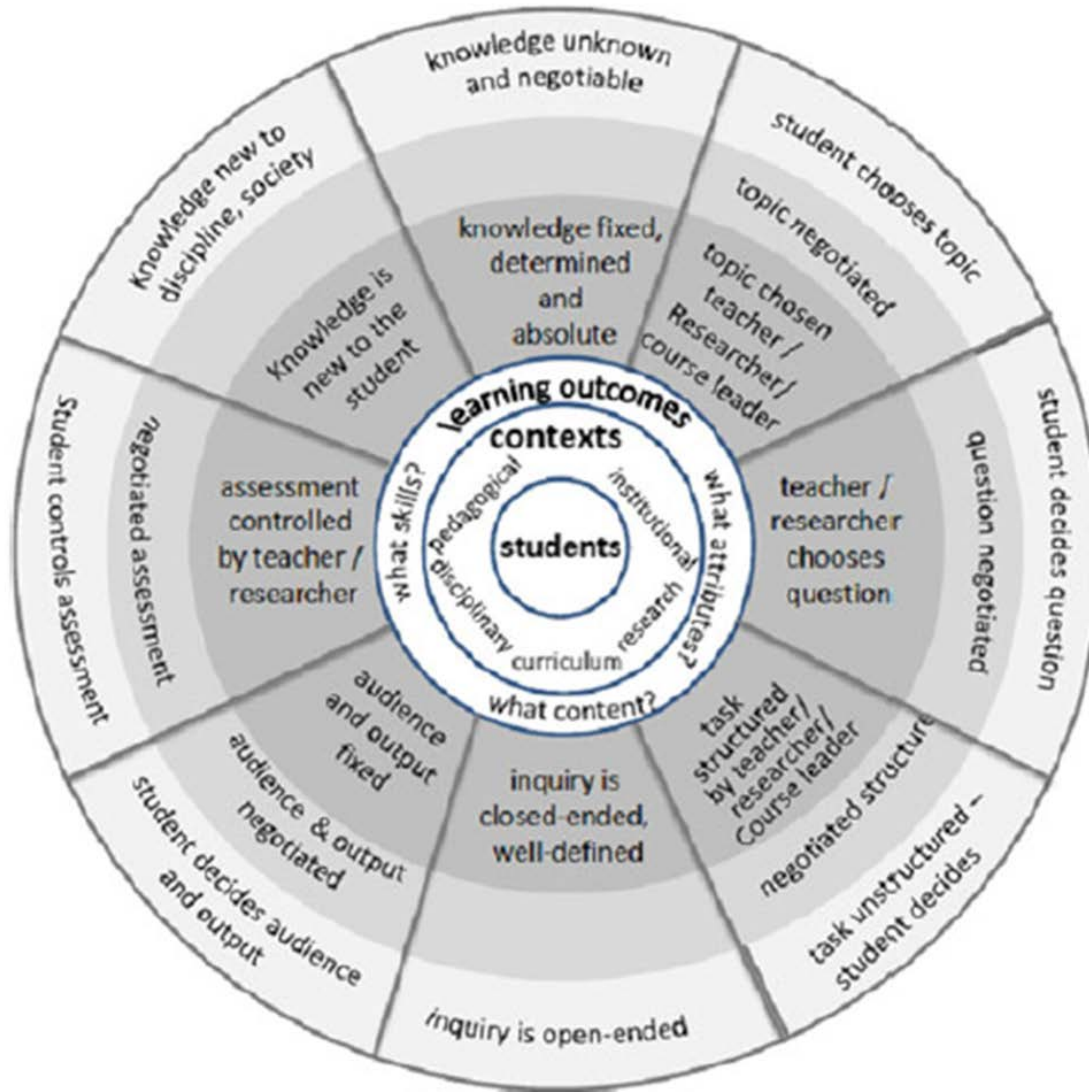 knowledge unknown
and negotiable
knowledge fixed,
determined
and
absolute
student chooses topic
topic negotiated
topic chosen
teacher /
Researcher/
course leader
student decides question
question negotiated
teacher /
researcher
chooses
question
task unstructured –
student decides
negotiated structure
task
structured
by teacher/
researcher/
Course leader
inquiry is
closed-ended,
well-defined
inquiry is open-ended
audience
and output
fixed
audience & output
negotiated
student decides audience
and output
assessment
controlled
by teacher /
researcher
negotiated assessment
Student controls assessment
Knowledge is
new to the
student
Knowledge new to
discipline, society
learning outcomes
what skills?
what attributes?
what content?
contexts
pedagogical
institutional
disciplinary
research
curriculum
students